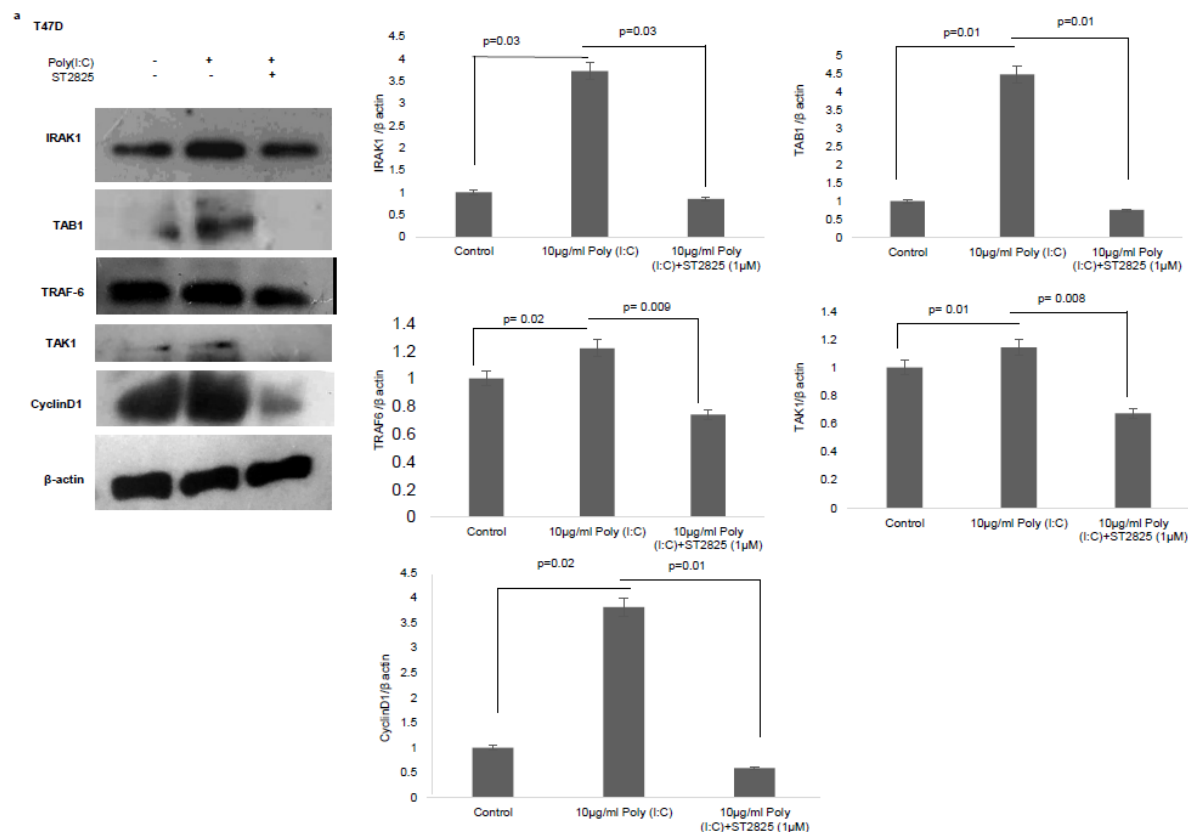 a
T47D
Poly(I:C) - + +
ST2825 - - +
IRAK1
TAB1
TRAF-6
TAK1
CyclinD1
β-actin
p=0.03
p=0.03
IRAK1 /β actin
4.5
4
3.5
3
2.5
2
1.5
1
0.5
0
Control
10µg/ml Poly (I:C)
10µg/ml Poly
(I:C)+ST2825 (1µM)
p=0.01
p=0.01
TAB1/β actin
5
4.5
4
3.5
3
2.5
2
1.5
1
0.5
0
Control
10µg/ml Poly (I:C)
10µg/ml Poly
(I:C)+ST2825 (1µM)
p= 0.02
p= 0.009
TRAF6/β actin
1.4
1.2
1
0.8
0.6
0.4
0.2
0
Control
10µg/ml Poly (I:C)
10µg/ml Poly
(I:C)+ST2825 (1µM)
p= 0.01
p= 0.008
TAK1/β actin
1.4
1.2
1
0.8
0.6
0.4
0.2
0
Control
10µg/ml Poly (I:C)
10µg/ml Poly
(I:C)+ST2825 (1µM)
p=0.02
p=0.01
CyclinD1/β actin
4.5
4
3.5
3
2.5
2
1.5
1
0.5
0
Control
10µg/ml Poly (I:C)
10µg/ml Poly
(I:C)+ST2825 (1µM)